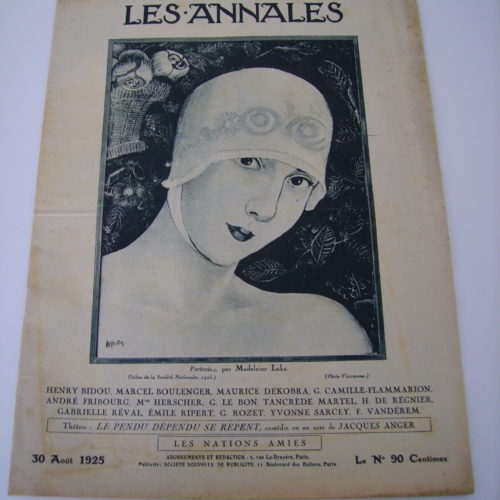 LES·ANNALES
Portrait, par Madeleine
(Salon de la Société Nationale, 1925.) (Photo Vizzavona.)
HENRY BIDOU, MARCEL BOULENGER, MAURICE DEKOBRA, G. CAMILLE-FLAMMARION,
ANDRÉ FRIBOURG, Mme HERSCHER, G. LE BON, TANCRÈDE MARTEL, H. DE RÉGNIER,
GABRIELLE RÉVAL, ÉMILE RIPERT, G. ROZET, YVONNE SARCEY, F. VANDÉREM.
Théâtre : LE PENDU DÉPENDU SE REPENT, comédie en un acte de JACQUES ANGER
LES NATIONS AMIES
30 Août 1925
ABONNEMENTS ET RÉDACTION : 5, rue La-Bruyère, Paris.
Publicité : SOCIÉTÉ NOUVELLE DE PUBLICITÉ, 11, Boulevard des Italiens, Paris
Le No 90 Centimes